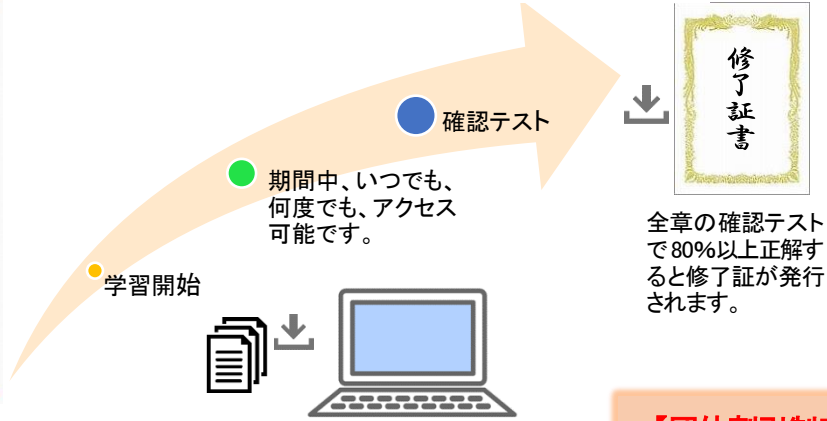 修了証書
確認テスト
期間中、いつでも、
何度でも、アクセス
可能です。
学習開始
全章の確認テスト
で80%以上正解す
ると修了証が発行
されます。